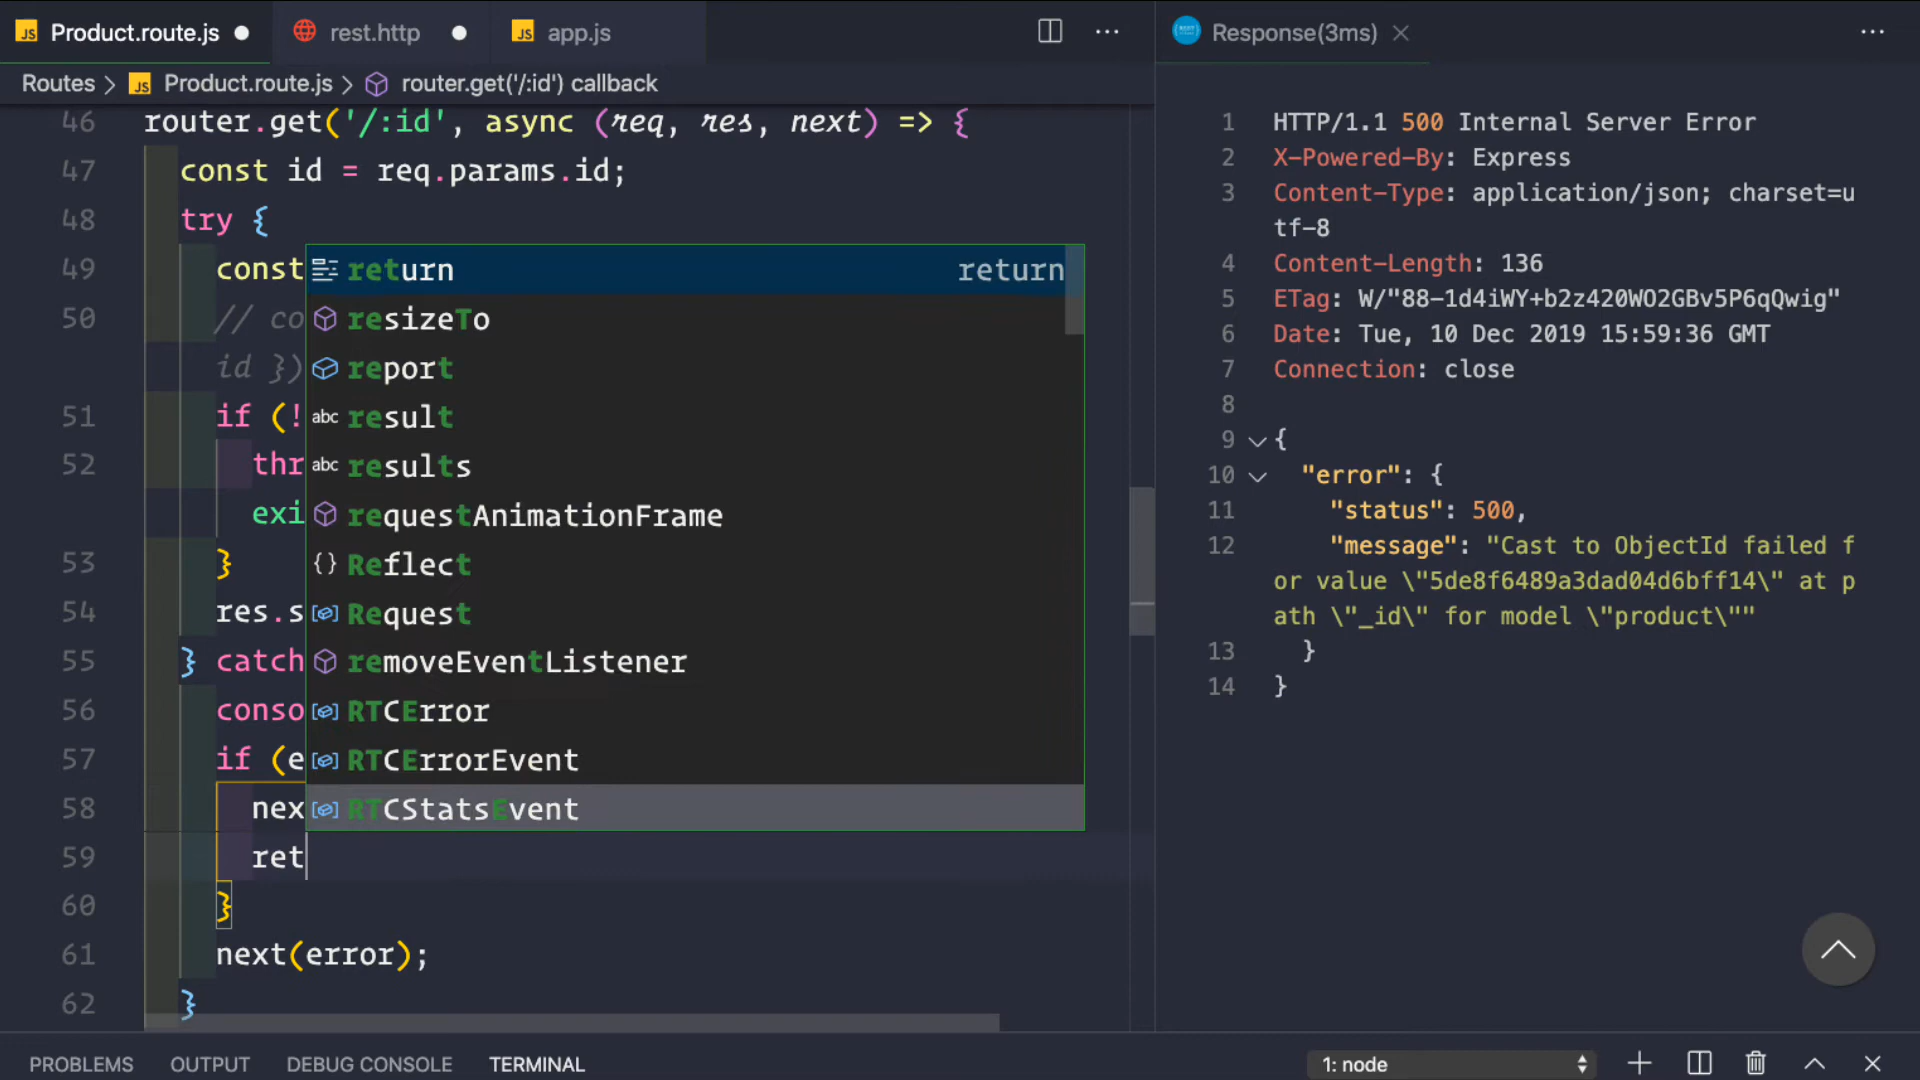 JS Product.route.js
rest.http
JS app.js
Routes > JS Product.route.js > router.get('/:id') callback
46 router.get('/:id', async (req, res, next) => {
47 const id = req.params.id;
48 try {
49 const
50 // co
id })
51 if (!
52 thr
exi
53 }
54 res.s
55 } catch
56 conso
57 if (e
58 nex
59 ret
60 }
61 next(error);
62 }
return return
resizeTo
report
abc result
abc results
requestAnimationFrame
{} Reflect
Request
removeEventListener
RTCError
RTCErrorEvent
RTCStatsEvent
Response(3ms)
1 HTTP/1.1 500 Internal Server Error
2 X-Powered-By: Express
3 Content-Type: application/json; charset=u
tf-8
4 Content-Length: 136
5 ETag: W/"88-1d4iWY+b2z420WO2GBv5P6qQwig"
6 Date: Tue, 10 Dec 2019 15:59:36 GMT
7 Connection: close
8
9 {
10 "error": {
11 "status": 500,
12 "message": "Cast to ObjectId failed f
or value \"5de8f6489a3dad04d6bff14\" at p
ath \"_id\" for model \"product\""
13 }
14 }
PROBLEMS OUTPUT DEBUG CONSOLE TERMINAL 1: node